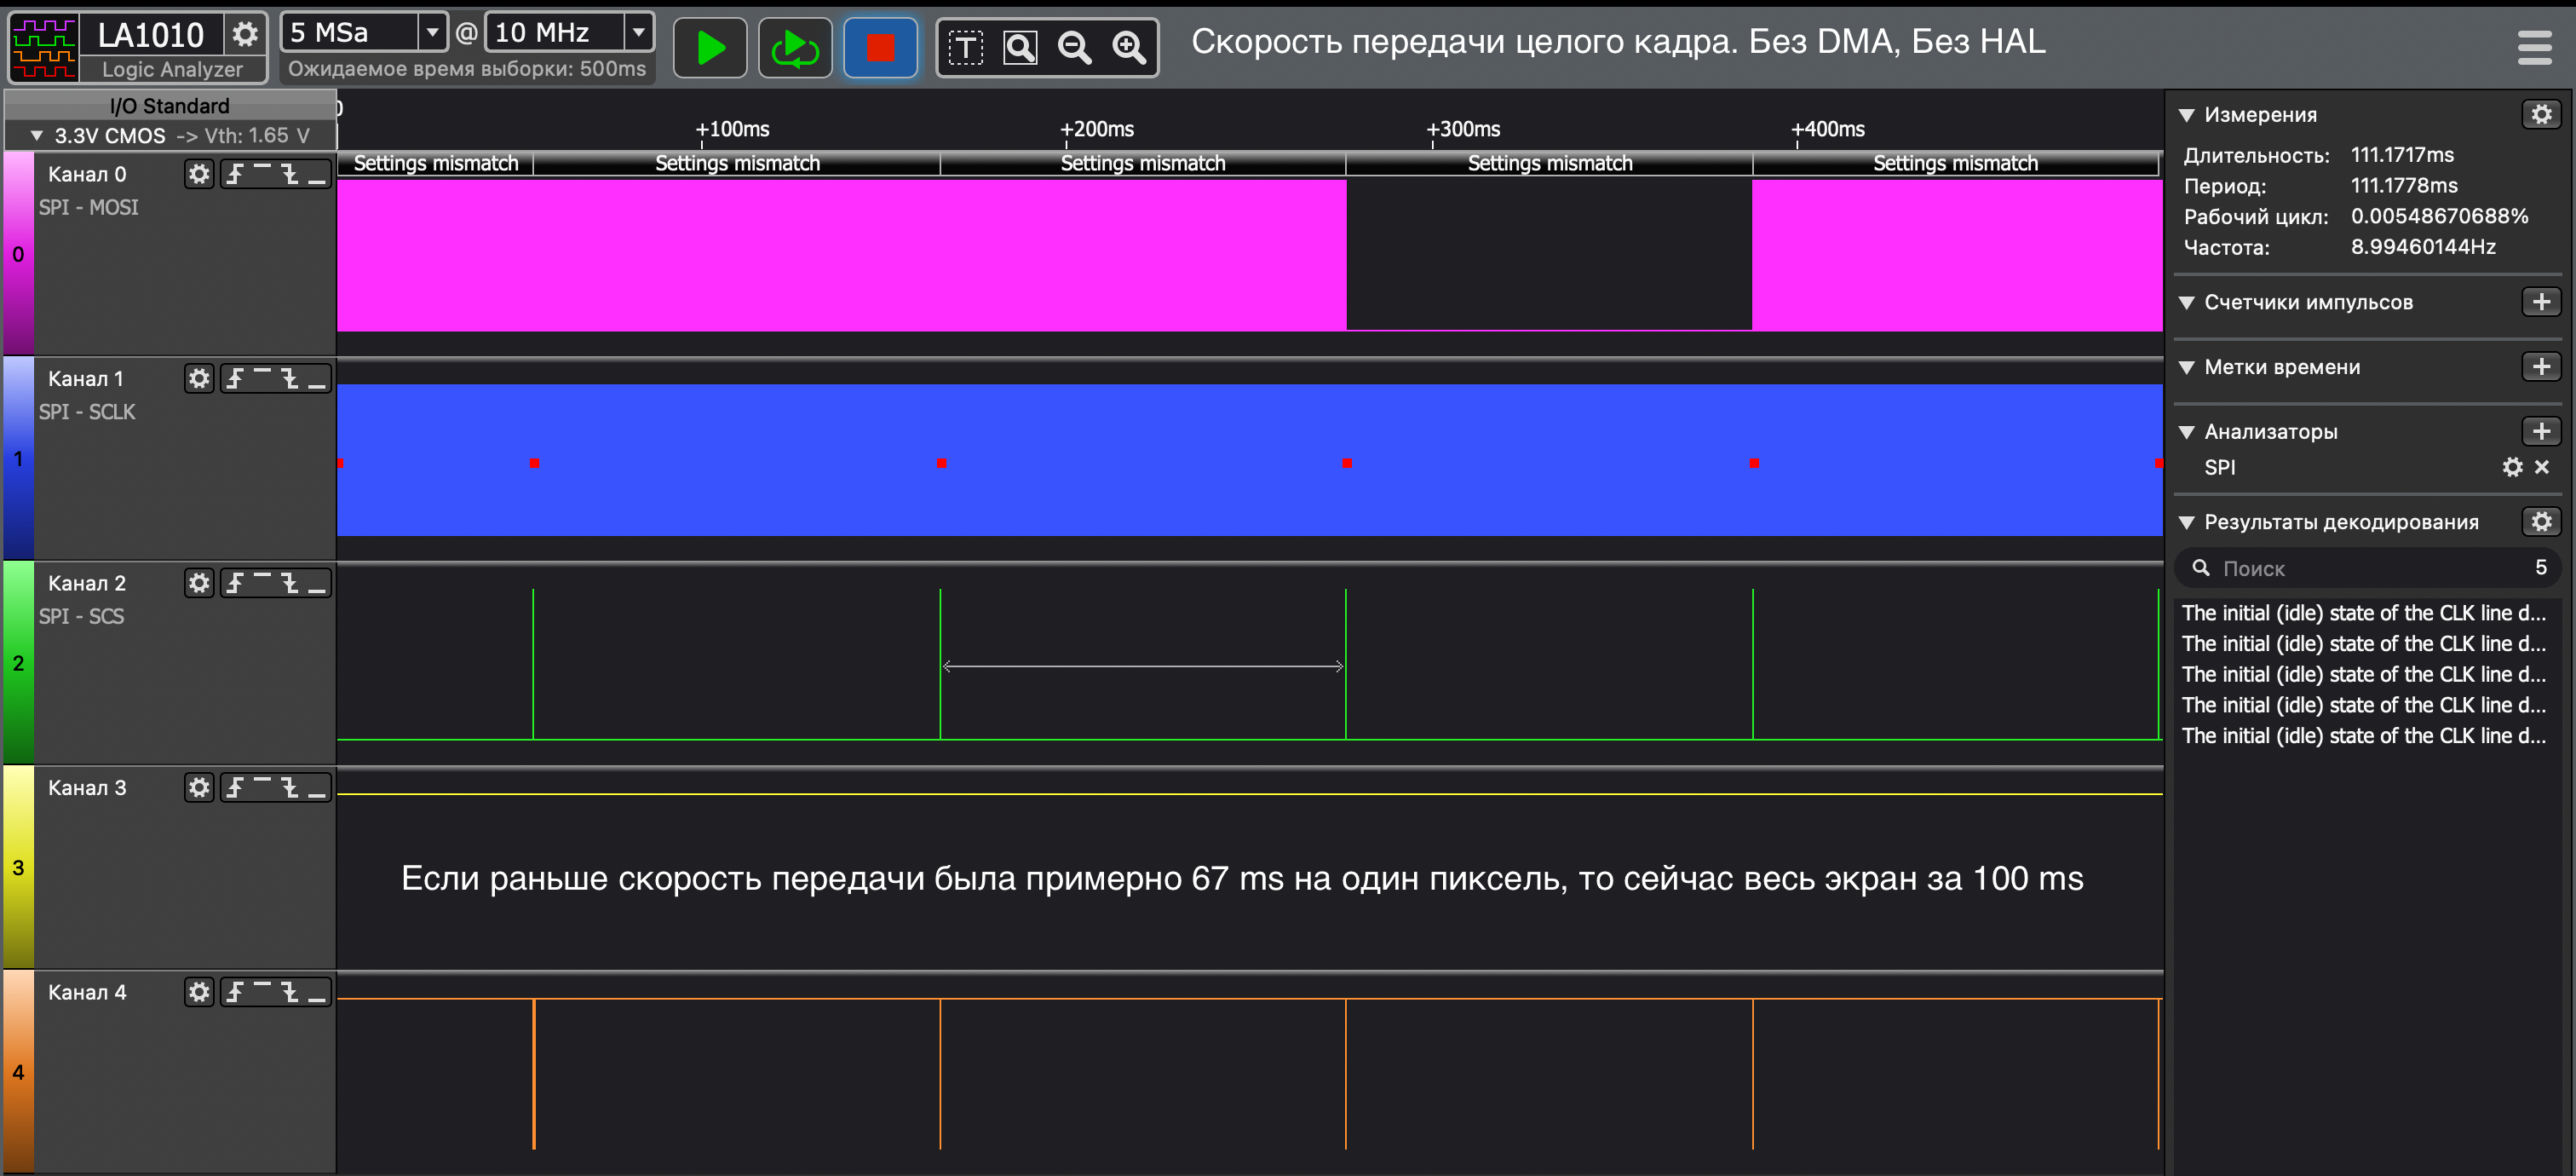 LA1010
Logic Analyzer
5 MSa @ 10 MHz
Ожидаемое время выборки: 500ms
T
Скорость передачи целого кадра. Без DMA, Без HAL
I/O Standard
3.3V CMOS -> Vth: 1.65 V
+100ms +200ms +300ms +400ms
Settings mismatch Settings mismatch Settings mismatch Settings mismatch Settings mismatch
Канал 0
SPI - MOSI
0
Канал 1
SPI - SCLK
1
Канал 2
SPI - SCS
2
Канал 3
3
Если раньше скорость передачи была примерно 67 ms на один пиксель, то сейчас весь экран за 100 ms
Канал 4
4
Измерения
Длительность: 111.1717ms
Период: 111.1778ms
Рабочий цикл: 0.00548670688%
Частота: 8.99460144Hz
Счетчики импульсов
Метки времени
Анализаторы
SPI
Результаты декодирования
Поиск 5
The initial (idle) state of the CLK line d...
The initial (idle) state of the CLK line d...
The initial (idle) state of the CLK line d...
The initial (idle) state of the CLK line d...
The initial (idle) state of the CLK line d...